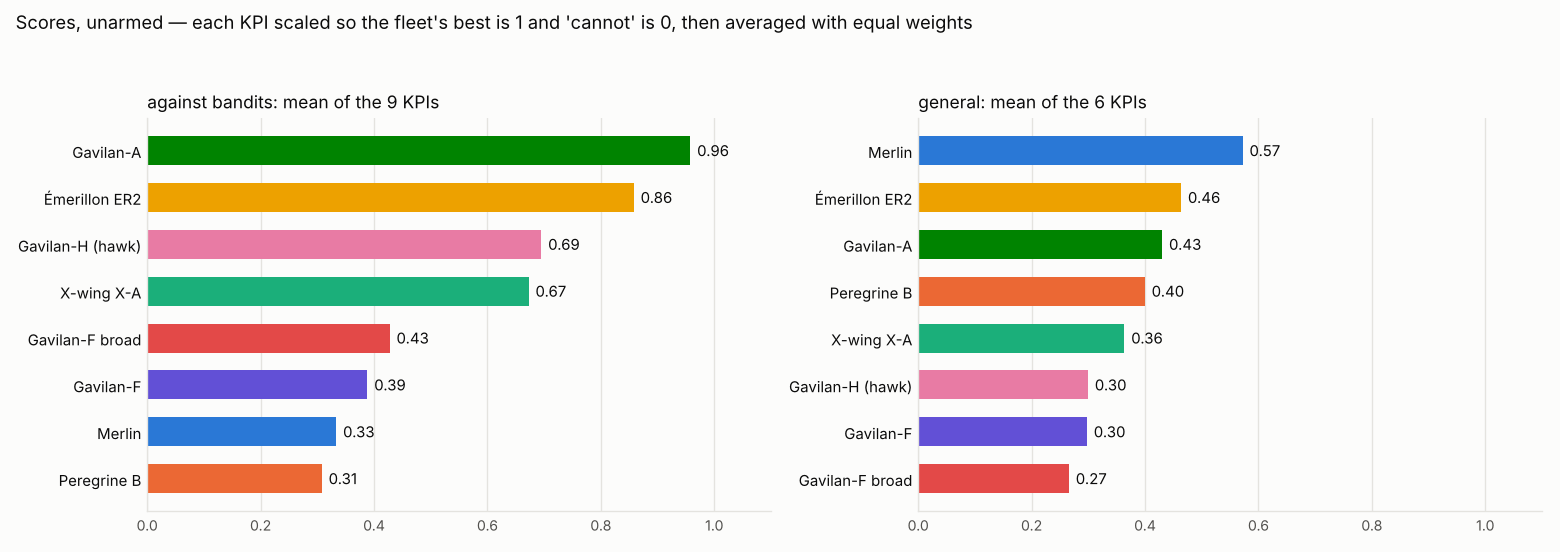 Scores, unarmed — each KPI scaled so the fleet's best is 1 and 'cannot' is 0, then averaged with equal weights
against bandits: mean of the 9 KPIs
Gavilan-A 0.96
Émerillon ER2 0.86
Gavilan-H (hawk) 0.69
X-wing X-A 0.67
Gavilan-F broad 0.43
Gavilan-F 0.39
Merlin 0.33
Peregrine B 0.31
0.0 0.2 0.4 0.6 0.8 1.0
general: mean of the 6 KPIs
Merlin 0.57
Émerillon ER2 0.46
Gavilan-A 0.43
Peregrine B 0.40
X-wing X-A 0.36
Gavilan-H (hawk) 0.30
Gavilan-F 0.30
Gavilan-F broad 0.27
0.0 0.2 0.4 0.6 0.8 1.0